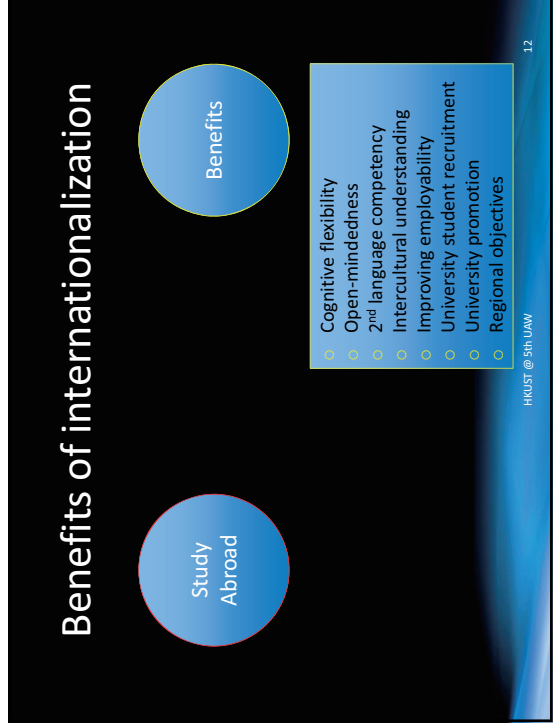 Benefits of internationalization
Study
Abroad
Benefits
○ Cognitive flexibility
○ Open-mindedness
○ 2nd language competency
○ Intercultural understanding
○ Improving employability
○ University student recruitment
○ University promotion
○ Regional objectives
HKUST @ 5th UAW
12